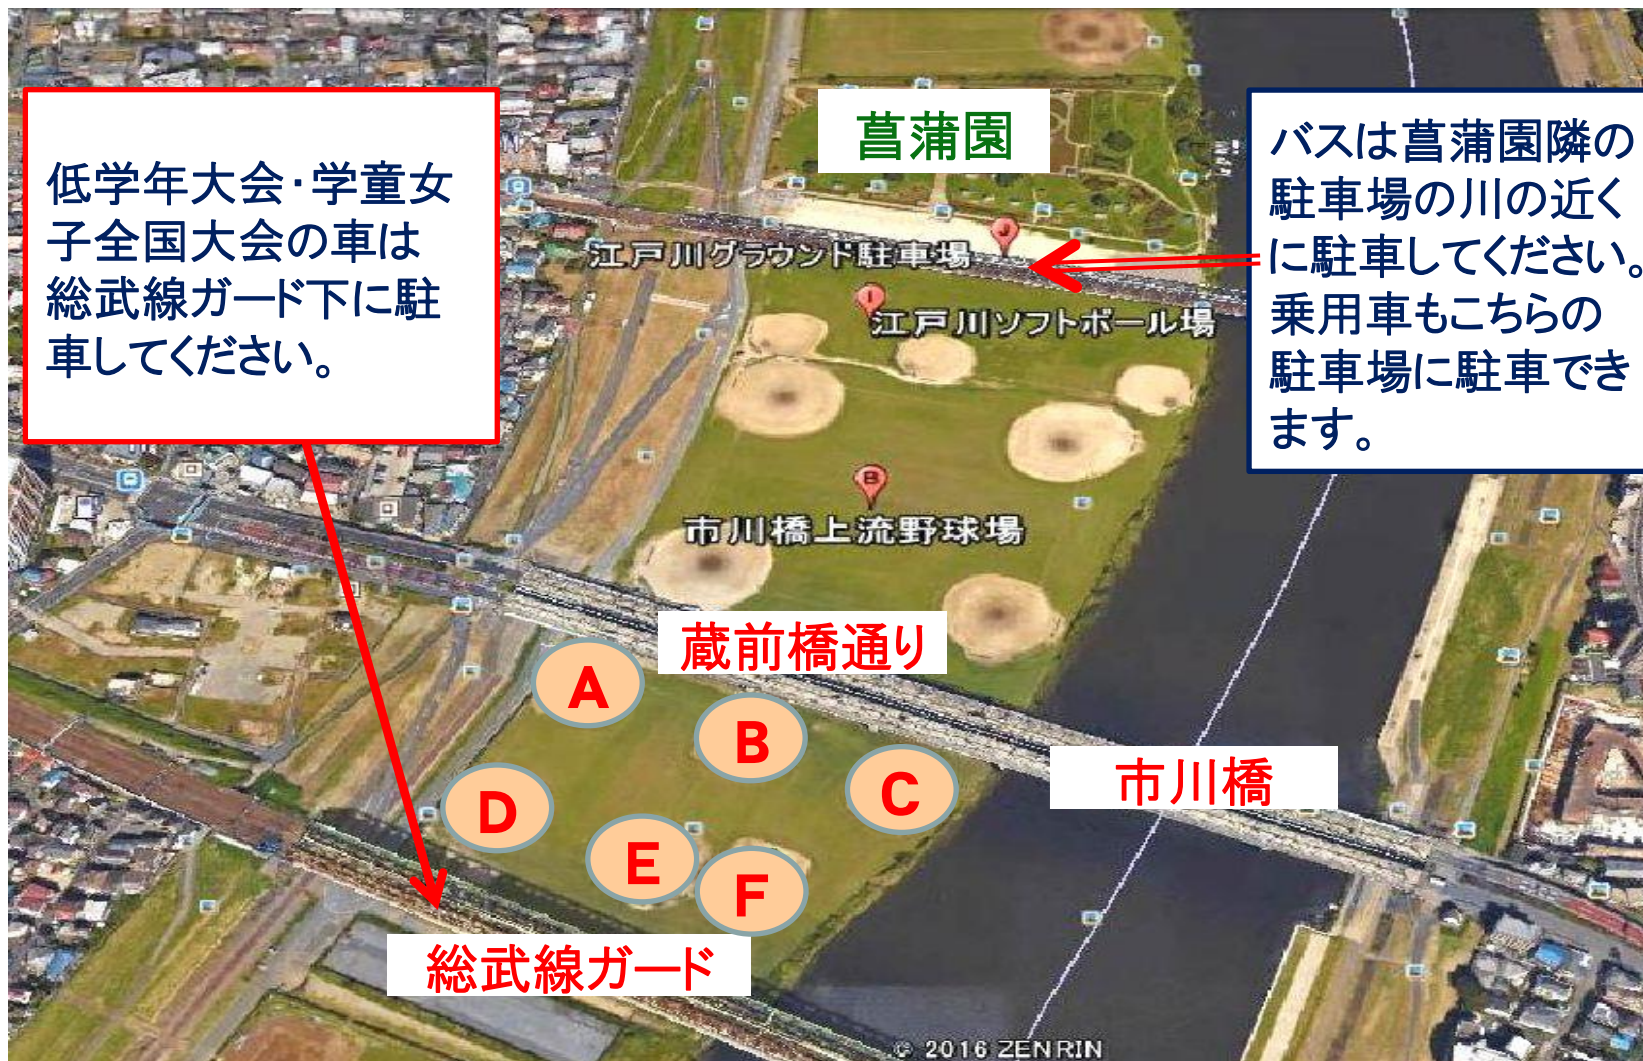 菖蒲園
低学年大会・学童女
子全国大会の車は
総武線ガード下に駐
車してください。
バスは菖蒲園隣の
駐車場の川の近く
に駐車してください。
乗用車もこちらの
駐車場に駐車でき
ます。
J
江戸川グラウンド駐車場
I
江戸川ソフトボール場
B
市川橋上流野球場
蔵前橋通り
A
B
C
市川橋
D
E
F
総武線ガード
© 2016 ZENRIN